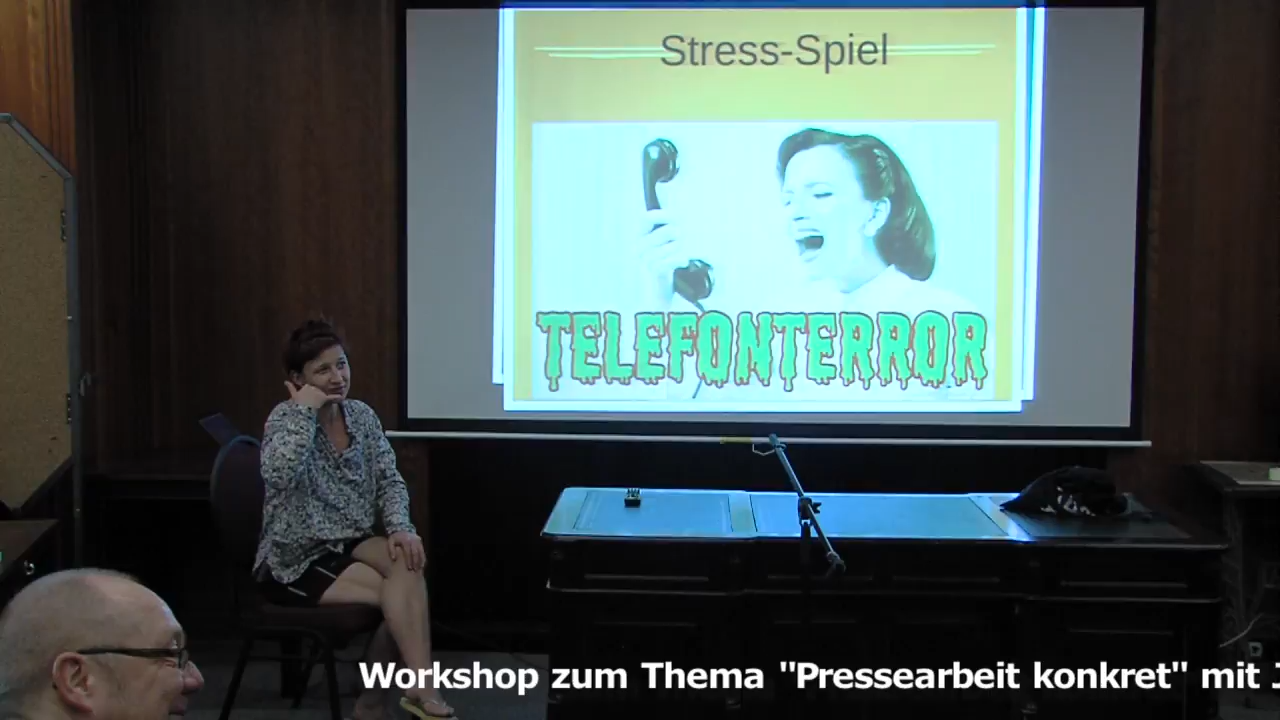 Stress-Spiel
TELEFONTERROR
Workshop zum Thema "Pressearbeit konkret" mit J